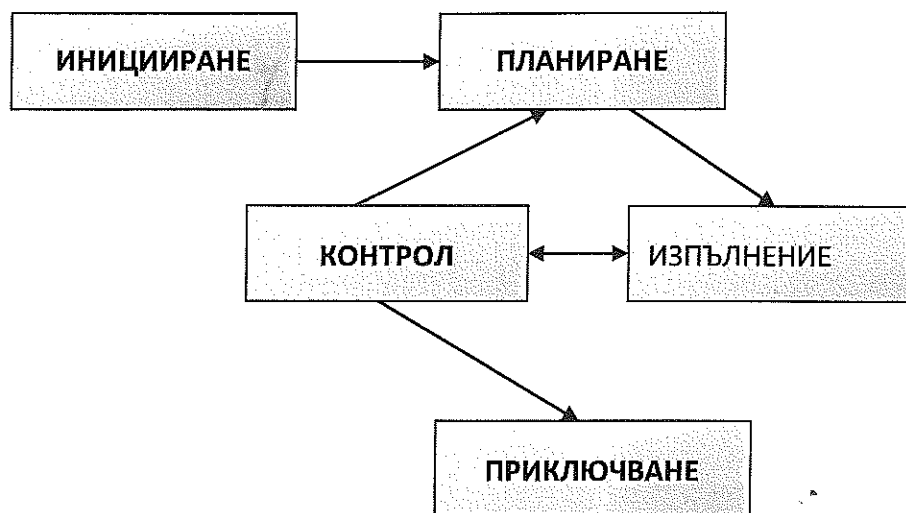 ИНИЦИИРАНЕ
ПЛАНИРАНЕ
КОНТРОЛ
ИЗПЪЛНЕНИЕ
ПРИКЛЮЧВАНЕ